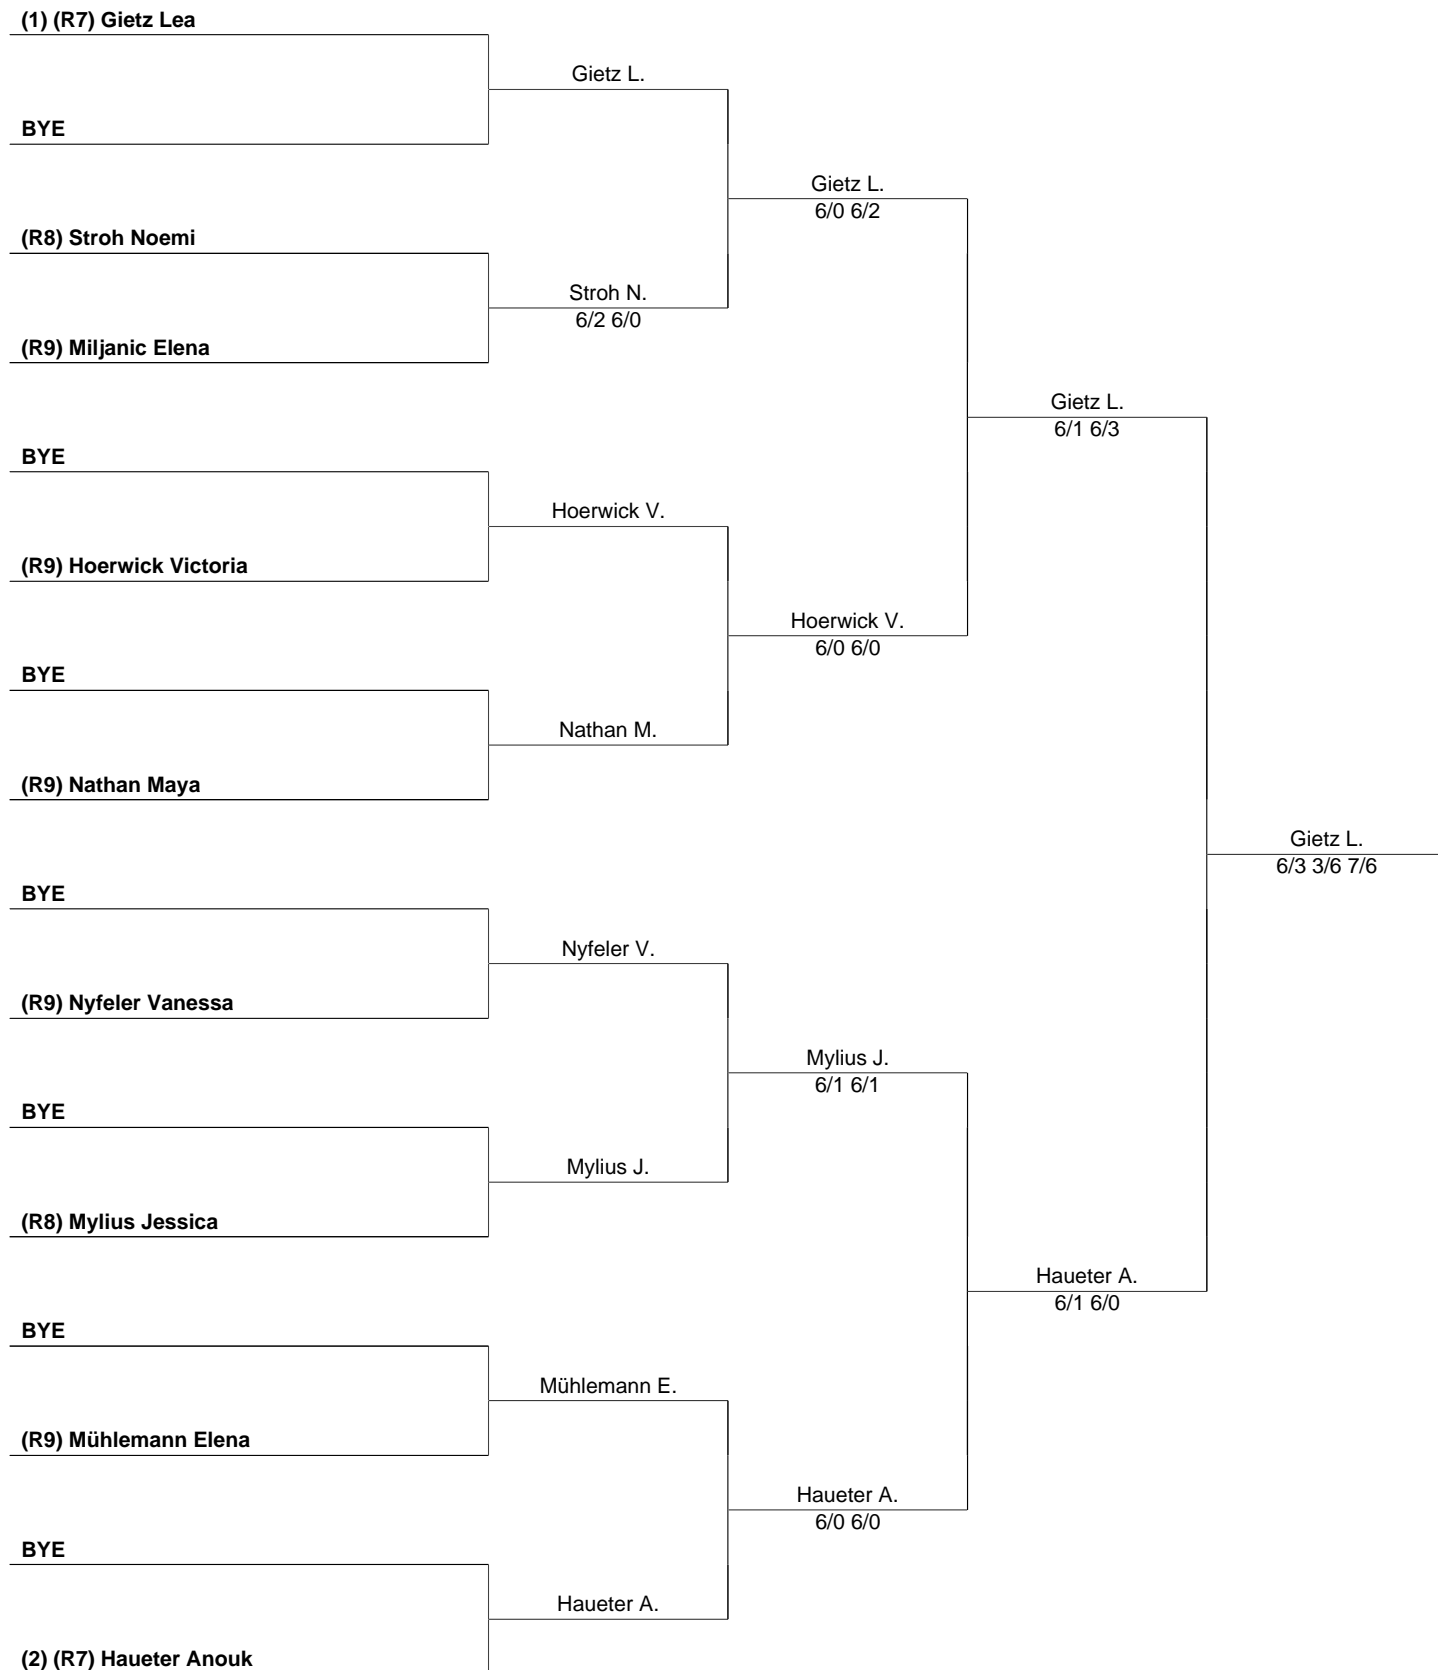 (1) (R7) Gietz Lea
Gietz L.
BYE
Gietz L.
6/0 6/2
(R8) Stroh Noemi
Stroh N.
6/2 6/0
(R9) Miljanic Elena
Gietz L.
6/1 6/3
BYE
Hoerwick V.
(R9) Hoerwick Victoria
Hoerwick V.
6/0 6/0
BYE
Nathan M.
(R9) Nathan Maya
Gietz L.
6/3 3/6 7/6
BYE
Nyfeler V.
(R9) Nyfeler Vanessa
Mylius J.
6/1 6/1
BYE
Mylius J.
(R8) Mylius Jessica
Haueter A.
6/1 6/0
BYE
Mühlemann E.
(R9) Mühlemann Elena
Haueter A.
6/0 6/0
BYE
Haueter A.
(2) (R7) Haueter Anouk